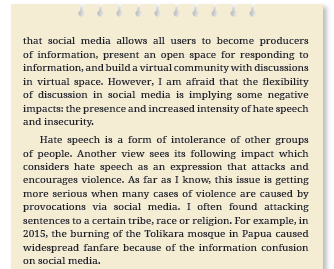 that social media allows all users to become producers
of information, present an open space for responding to
information, and build a virtual community with discussions
in virtual space. However, I am afraid that the flexibility
of discussion in social media is implying some negative
impacts: the presence and increased intensity of hate speech
and insecurity.
Hate speech is a form of intolerance of other groups
of people. Another view sees its following impact which
considers hate speech as an expression that attacks and
encourages violence. As far as I know, this issue is getting
more serious when many cases of violence are caused by
provocations via social media. I often found attacking
sentences to a certain tribe, race or religion. For example, in
2015, the burning of the Tolikara mosque in Papua caused
widespread fanfare because of the information confusion
on social media.